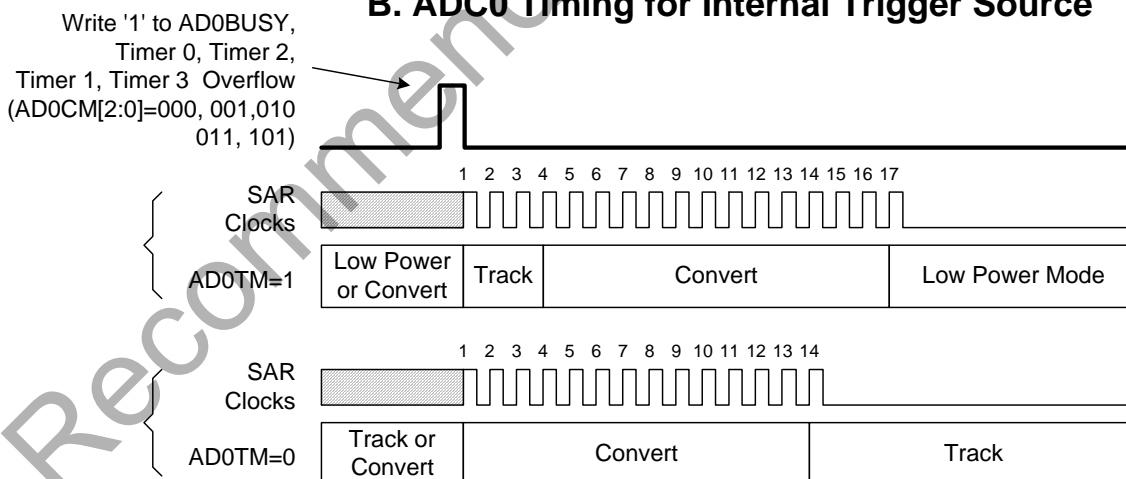 B. ADC0 Timing for Internal Trigger Source
Write '1' to AD0BUSY,
Timer 0, Timer 2,
Timer 1, Timer 3 Overflow
(AD0CM[2:0]=000, 001,010
011, 101)
1 2 3 4 5 6 7 8 9 10 11 12 13 14 15 16 17
SAR
Clocks
AD0TM=1
Low Power
or Convert
Track
Convert
Low Power Mode
1 2 3 4 5 6 7 8 9 10 11 12 13 14
SAR
Clocks
AD0TM=0
Track or
Convert
Convert
Track
Recommen